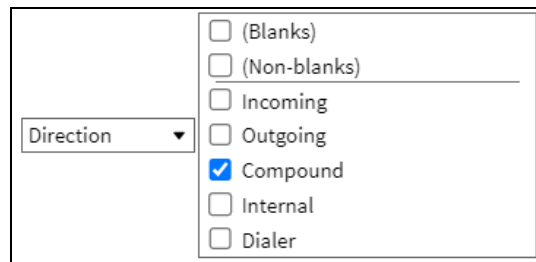 (Blanks)
(Non-blanks)
Incoming
Direction
Outgoing
Compound
Internal
Dialer